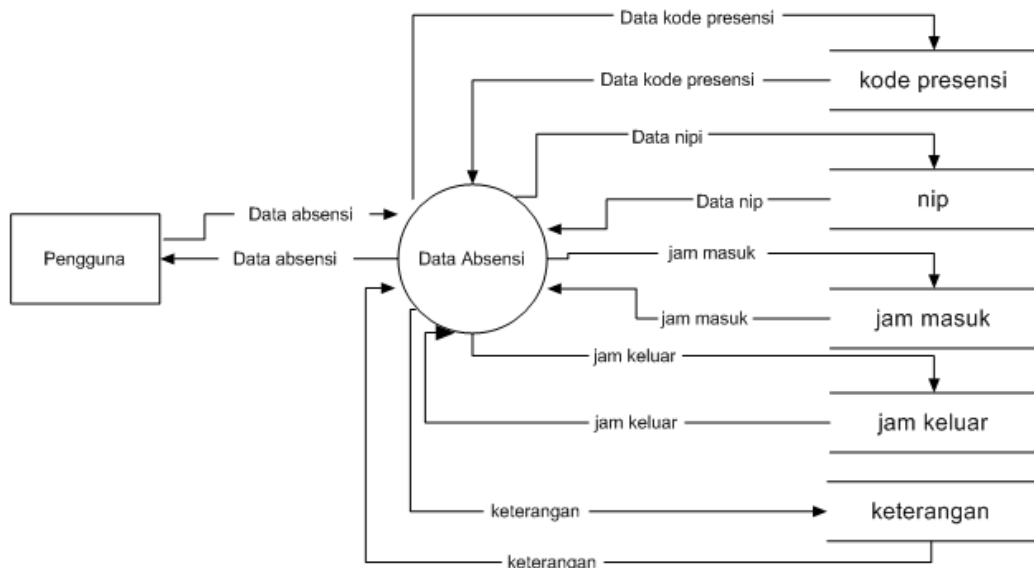 Data kode presensi
Data kode presensi
kode presensi
Data nipi
Data nip
nip
Data absensi
Pengguna
Data absensi
Data Absensi
jam masuk
jam masuk
jam masuk
jam keluar
jam keluar
jam keluar
keterangan
keterangan
keterangan